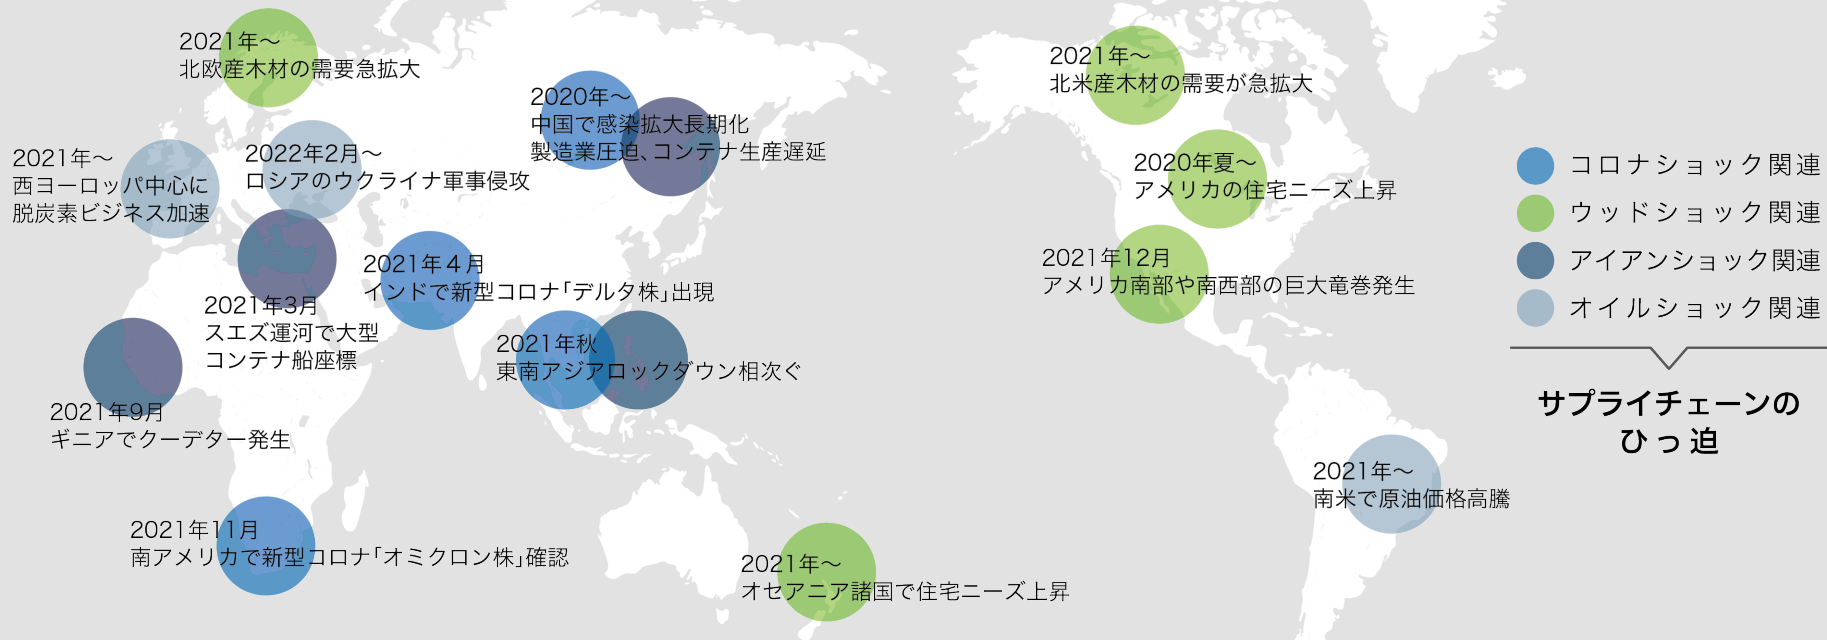 2021年～
北欧産木材の需要急拡大
2020年～
中国で感染拡大長期化
製造業圧迫、コンテナ生産遅延
2021年～
北米産木材の需要が急拡大
2021年～
西ヨーロッパ中心に
脱炭素ビジネス加速
2022年2月～
ロシアのウクライナ軍事侵攻
2020年夏～
アメリカの住宅ニーズ上昇
2021年3月
スエズ運河で大型
コンテナ船座標
2021年４月
インドで新型コロナ「デルタ株」出現
2021年12月
アメリカ南部や南西部の巨大竜巻発生
2021年秋
東南アジアロックダウン相次ぐ
2021年9月
ギニアでクーデター発生
2021年～
南米で原油価格高騰
2021年11月
南アメリカで新型コロナ「オミクロン株」確認
2021年～
オセアニア諸国で住宅ニーズ上昇
コロナショック関連
ウッドショック関連
アイアンショック関連
オイルショック関連
サプライチェーンの
ひっ迫